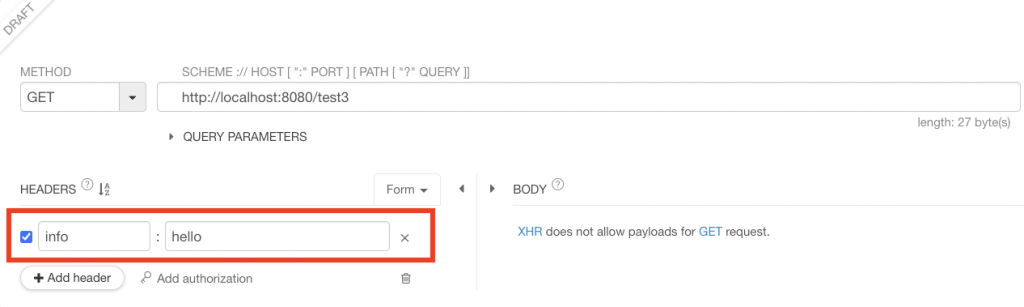 DRAFT
METHOD
SCHEME :// HOST [ ":" PORT ] [ PATH [ "?" QUERY ]]
GET
http://localhost:8080/test3
length: 27 byte(s)
QUERY PARAMETERS
HEADERS ? Form
BODY ?
info : hello ×
XHR does not allow payloads for GET request.
+ Add header Add authorization